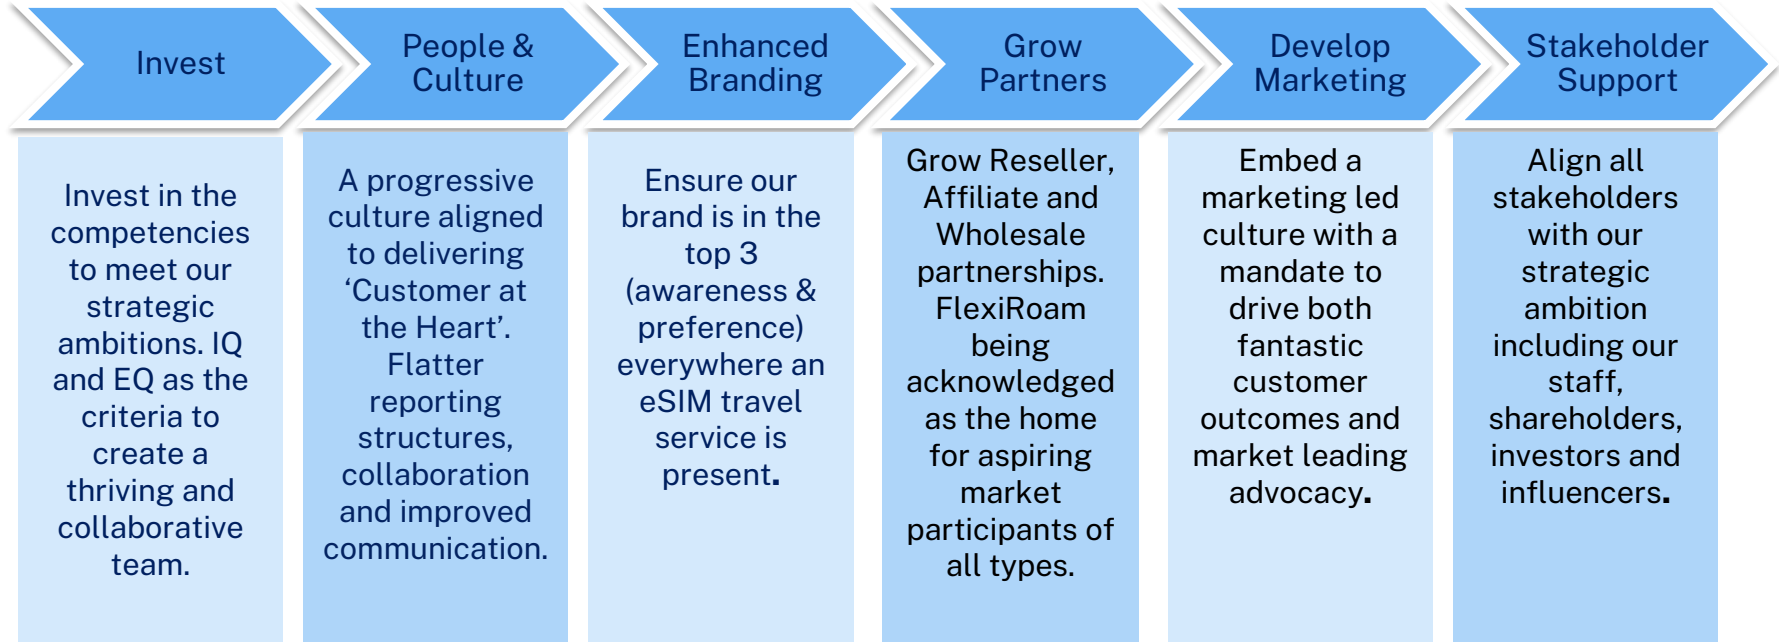 Invest
People &
Culture
Enhanced
Branding
Grow
Partners
Develop
Marketing
Stakeholder
Support
Invest in the
competencies
to meet our
strategic
ambitions. IQ
and EQ as the
criteria to
create a
thriving and
collaborative
team.
A progressive
culture aligned
to delivering
‘Customer at
the Heart’.
Flatter
reporting
structures,
collaboration
and improved
communication.
Ensure our
brand is in the
top 3
(awareness &
preference)
everywhere an
eSIM travel
service is
present.
Grow Reseller,
Affiliate and
Wholesale
partnerships.
FlexiRoam
being
acknowledged
as the home
for aspiring
market
participants of
all types.
Embed a
marketing led
culture with a
mandate to
drive both
fantastic
customer
outcomes and
market leading
advocacy.
Align all
stakeholders
with our
strategic
ambition
including our
staff,
shareholders,
investors and
influencers.